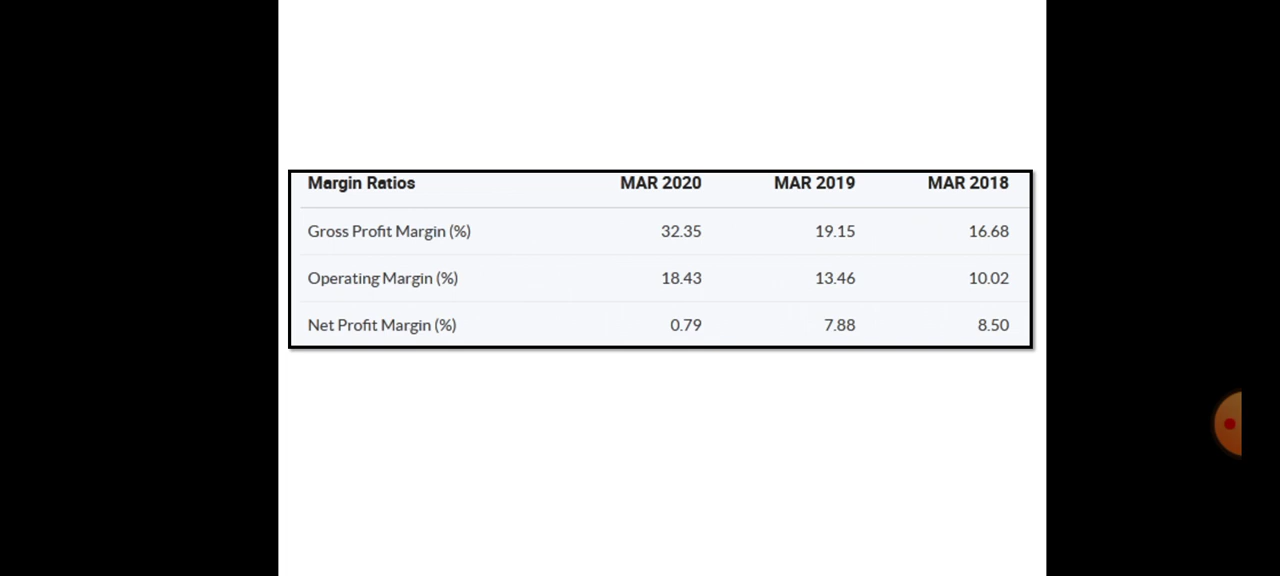 Margin Ratios MAR 2020 MAR 2019 MAR 2018
Gross Profit Margin (%) 32.35 19.15 16.68
Operating Margin (%) 18.43 13.46 10.02
Net Profit Margin (%) 0.79 7.88 8.50